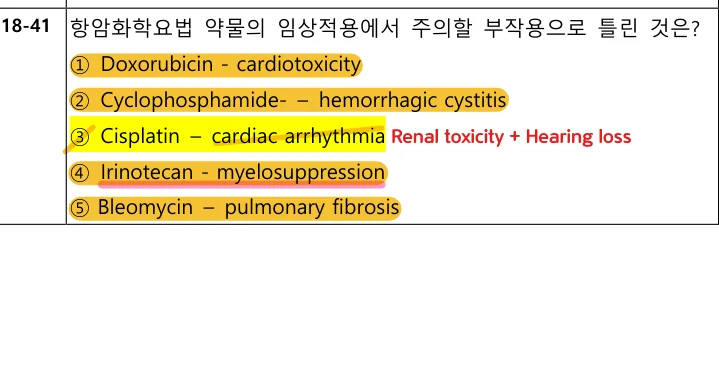 18-41 항암화학요법 약물의 임상적용에서 주의할 부작용으로 틀린 것은?
① Doxorubicin - cardiotoxicity
② Cyclophosphamide- – hemorrhagic cystitis
③ Cisplatin – cardiac arrhythmia Renal toxicity + Hearing loss
④ Irinotecan - myelosuppression
⑤ Bleomycin – pulmonary fibrosis